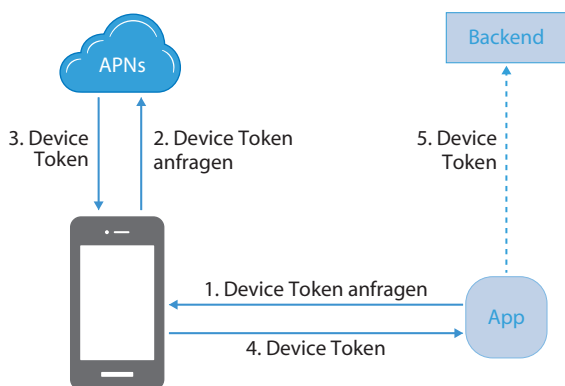 APNs
Backend
3. Device
Token
2. Device Token
anfragen
5. Device
Token
1. Device Token anfragen
4. Device Token
App